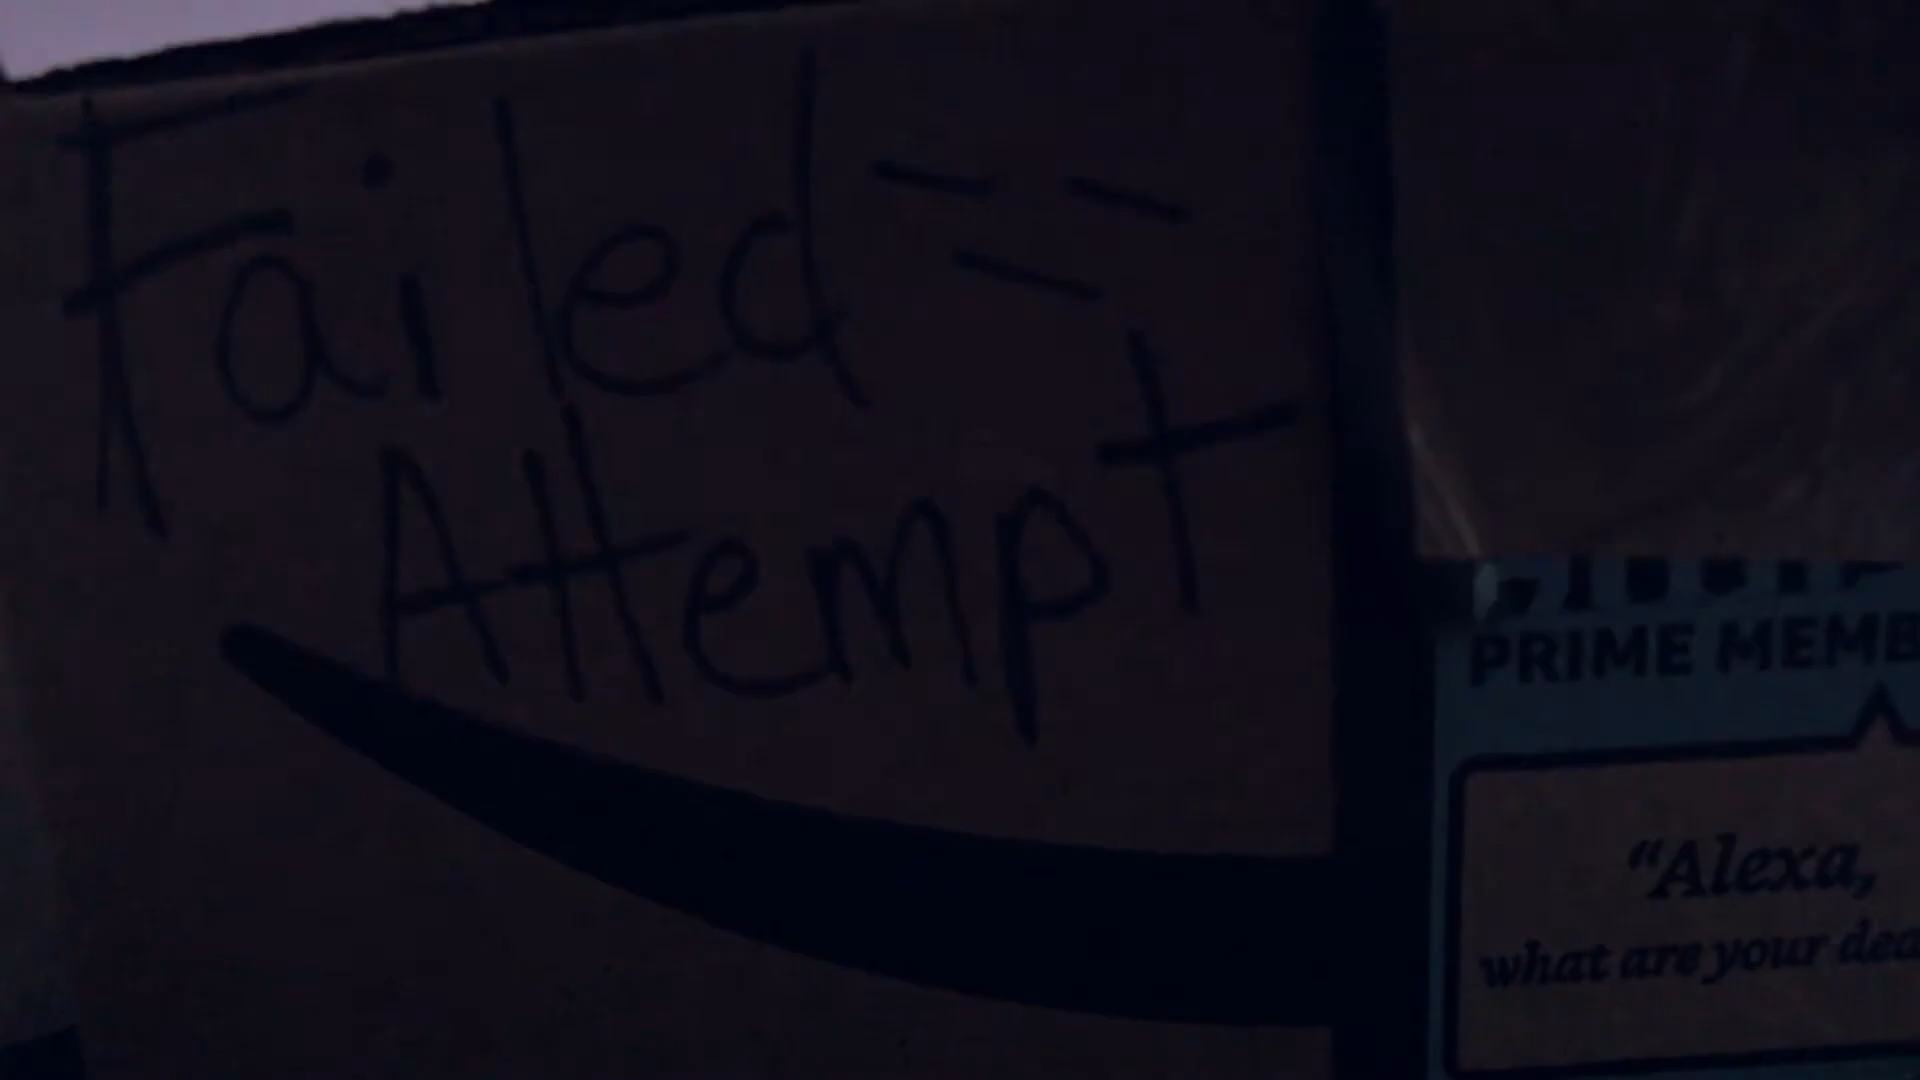 Failed
Attempt
PRIME MEMB
"Alexa,
what are your dea